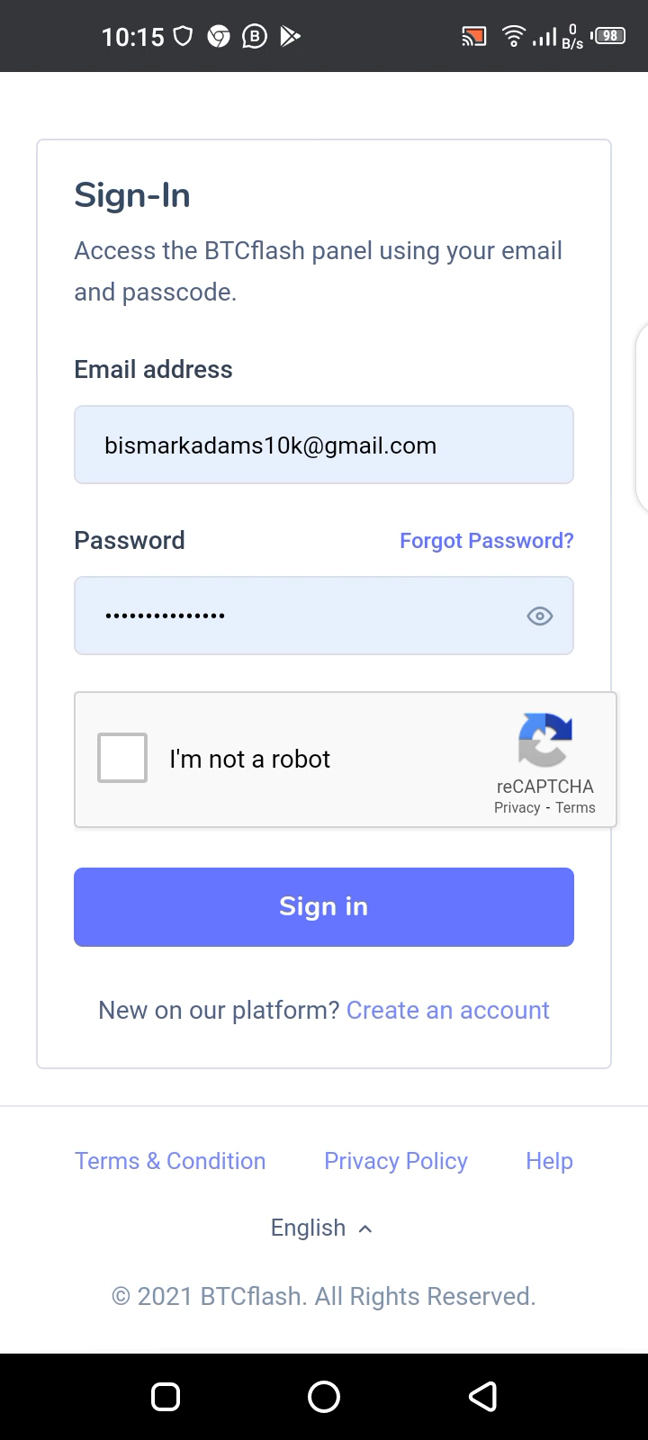 10:15
0
B/s
98
Sign-In
Access the BTCflash panel using your email
and passcode.
Email address
bismarkadams10k@gmail.com
Password Forgot Password?
•••••••••••••••
I'm not a robot
reCAPTCHA
Privacy - Terms
Sign in
New on our platform? Create an account
Terms & Condition Privacy Policy Help
English
© 2021 BTCflash. All Rights Reserved.